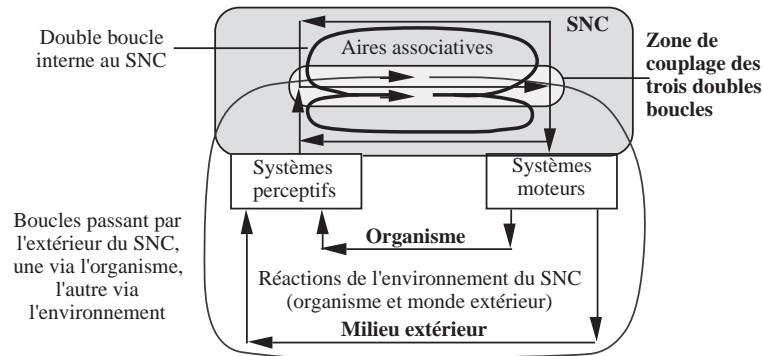 Double boucle
interne au SNC
Aires associatives
SNC
Zone de
couplage des
trois doubles
boucles
Systèmes
perceptifs
Systèmes
moteurs
Boucles passant par
l'extérieur du SNC,
une via l'organisme,
l'autre via
l'environnement
Organisme
Réactions de l'environnement du SNC
(organisme et monde extérieur)
Milieu extérieur